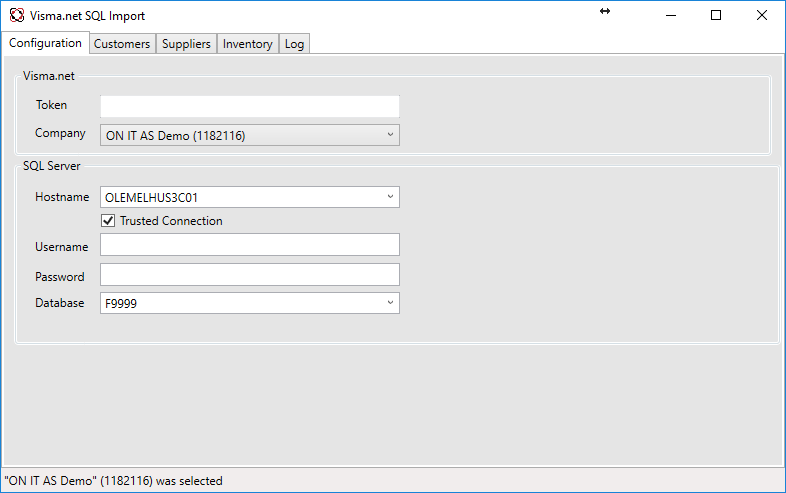 Visma.net SQL Import
Configuration Customers Suppliers Inventory Log
Visma.net
Token
Company ON IT AS Demo (1182116)
SQL Server
Hostname OLEMELHUS3C01
Trusted Connection
Username
Password
Database F9999
"ON IT AS Demo" (1182116) was selected